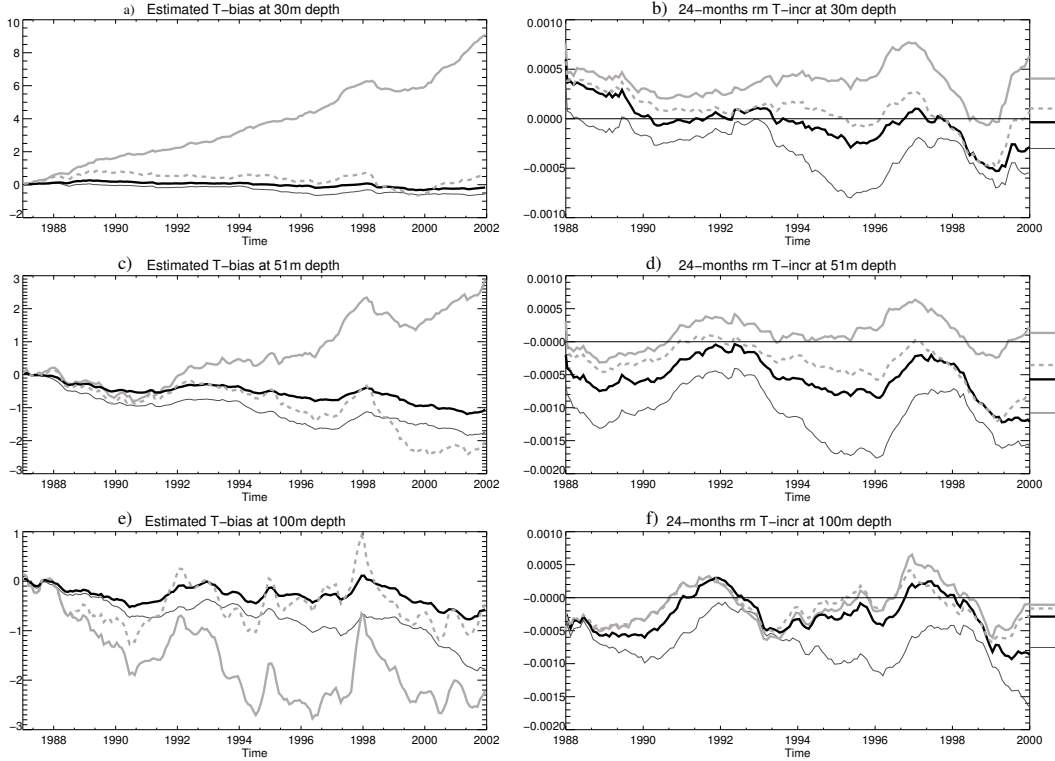 a) Estimated T−bias at 30m depth
10
8
6
4
2
0
−2
1988 1990 1992 1994 1996 1998 2000 2002
Time
b) 24−months rm T−incr at 30m depth
0.0010
0.0005
0.0000
−0.0005
−0.0010
1988 1990 1992 1994 1996 1998 2000
Time
c) Estimated T−bias at 51m depth
3
2
1
0
−1
−2
−3
1988 1990 1992 1994 1996 1998 2000 2002
Time
d) 24−months rm T−incr at 51m depth
0.0010
0.0005
−0.0000
−0.0005
−0.0010
−0.0015
−0.0020
1988 1990 1992 1994 1996 1998 2000
Time
e) Estimated T−bias at 100m depth
1
0
−1
−2
−3
1988 1990 1992 1994 1996 1998 2000 2002
Time
f) 24−months rm T−incr at 100m depth
0.0010
0.0005
−0.0000
−0.0005
−0.0010
−0.0015
−0.0020
1988 1990 1992 1994 1996 1998 2000
Time